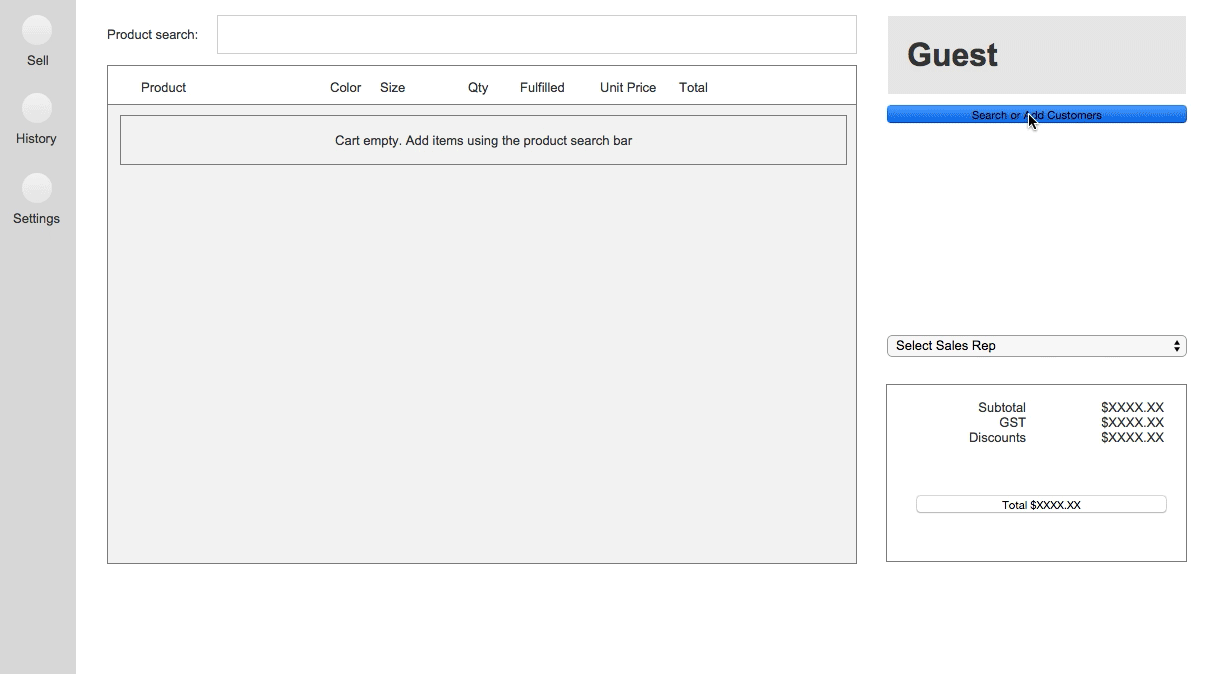 Sell
History
Settings
Product search:
Product Color Size Qty Fulfilled Unit Price Total
Cart empty. Add items using the product search bar
Guest
Search or Add Customers
Select Sales Rep
Subtotal $XXXX.XX
GST $XXXX.XX
Discounts $XXXX.XX
Total $XXXX.XX